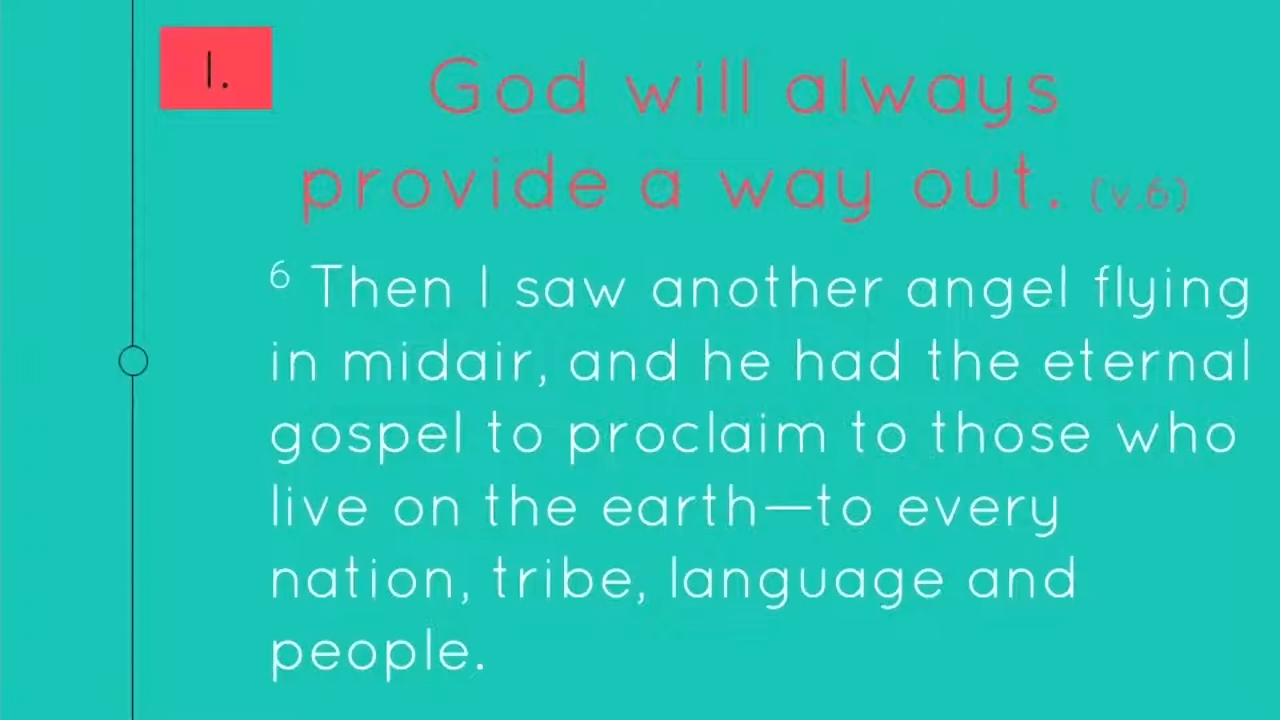 1.
God will always
provide a way out. (v.6)
6 Then I saw another angel flying
in midair, and he had the eternal
gospel to proclaim to those who
live on the earth—to every
nation, tribe, language and
people.